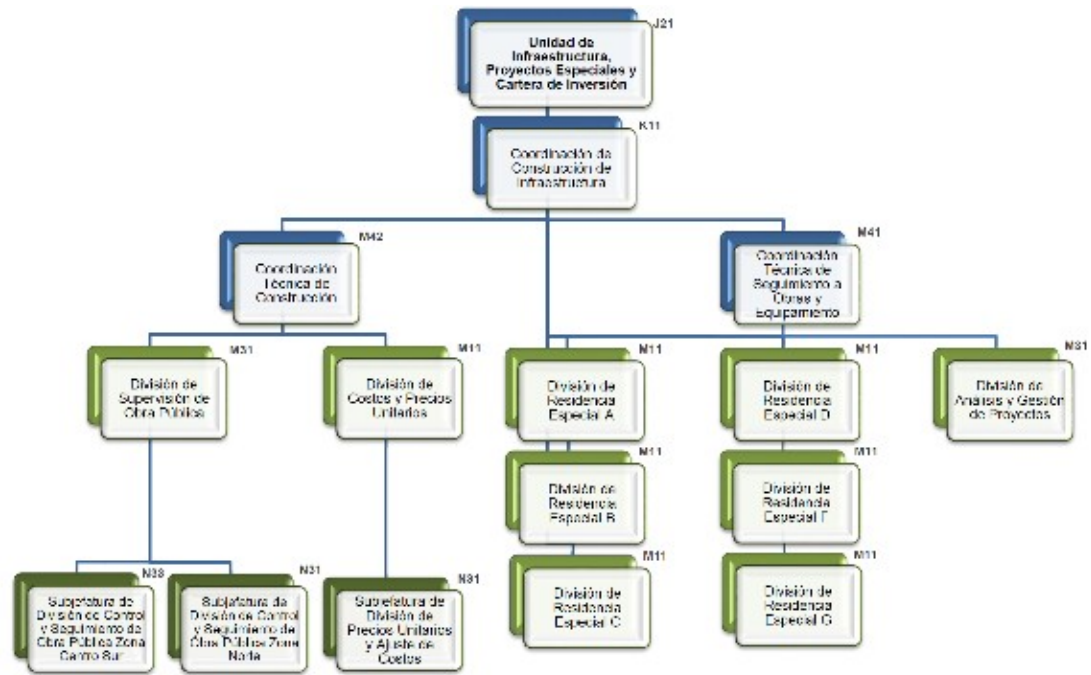 J21
Unidad de
Infraestructura,
Proyectos Especiales y
Cartera de Inversión
K11
Coordinación de
Construcción de
Infraestructura
M42
Coordinación
Técnica de
Construcción
M41
Coordinación
Técnica de
Seguimiento a
Obras y
Equipamiento
M31
División de
Supervisión de
Obra Pública
M11
División de
Costos y Precios
Unitarios
M11
División de
Residencia
Especial A
M11
División de
Residencia
Especial D
M31
División de
Análisis y Gestión
de Proyectos
M11
División de
Residencia
Especial B
M11
División de
Residencia
Especial
M11
División de
Residencia
Especial C
M11
División de
Residencia
Especial G
N33
Subjefatura de
División de Control
y Seguimiento de
Obra Pública Zona
Centro Sur
N31
Subjefatura de
División de Control
y Seguimiento de
Obra Pública Zona
Norte
N31
Subjefatura de
División de
Precios Unitarios
y Ajuste de
Costos